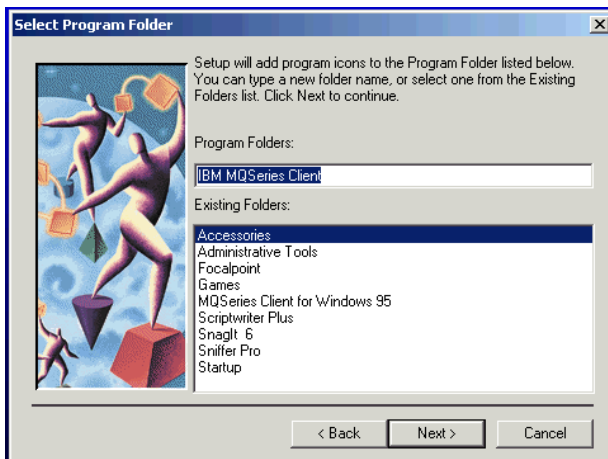 Select Program Folder
Setup will add program icons to the Program Folder listed below.
You can type a new folder name, or select one from the Existing
Folders list. Click Next to continue.
Program Folders:
IBM MQSeries Client
Existing Folders:
Accessories
Administrative Tools
Focalpoint
Games
MQSeries Client for Windows 95
Scriptwriter Plus
SnagIt 6
Sniffer Pro
Startup
< Back
Next >
Cancel